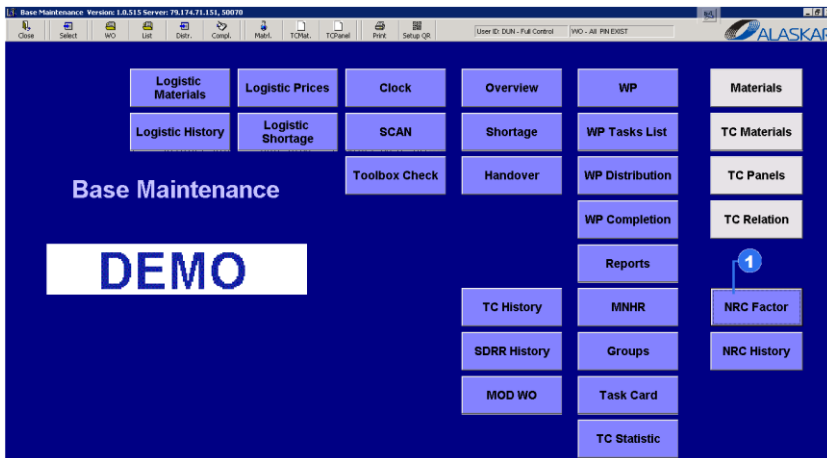 Base Maintenance Version: 1.0.515 Server: 79.174.71.151, 50070
Close Select WO List Distr. Compl. Matrl. TCMat. TCPanel Print Setup QR
User ID: DUN - Full Control WO - All PIN EXIST
ALASKAR
Logistic Materials
Logistic Prices
Clock
Overview
WP
Materials
Logistic History
Logistic Shortage
SCAN
Shortage
WP Tasks List
TC Materials
Base Maintenance
Toolbox Check
Handover
WP Distribution
TC Panels
WP Completion
TC Relation
DEMO
Reports
1
TC History
MNHR
NRC Factor
SDRR History
Groups
NRC History
MOD WO
Task Card
TC Statistic